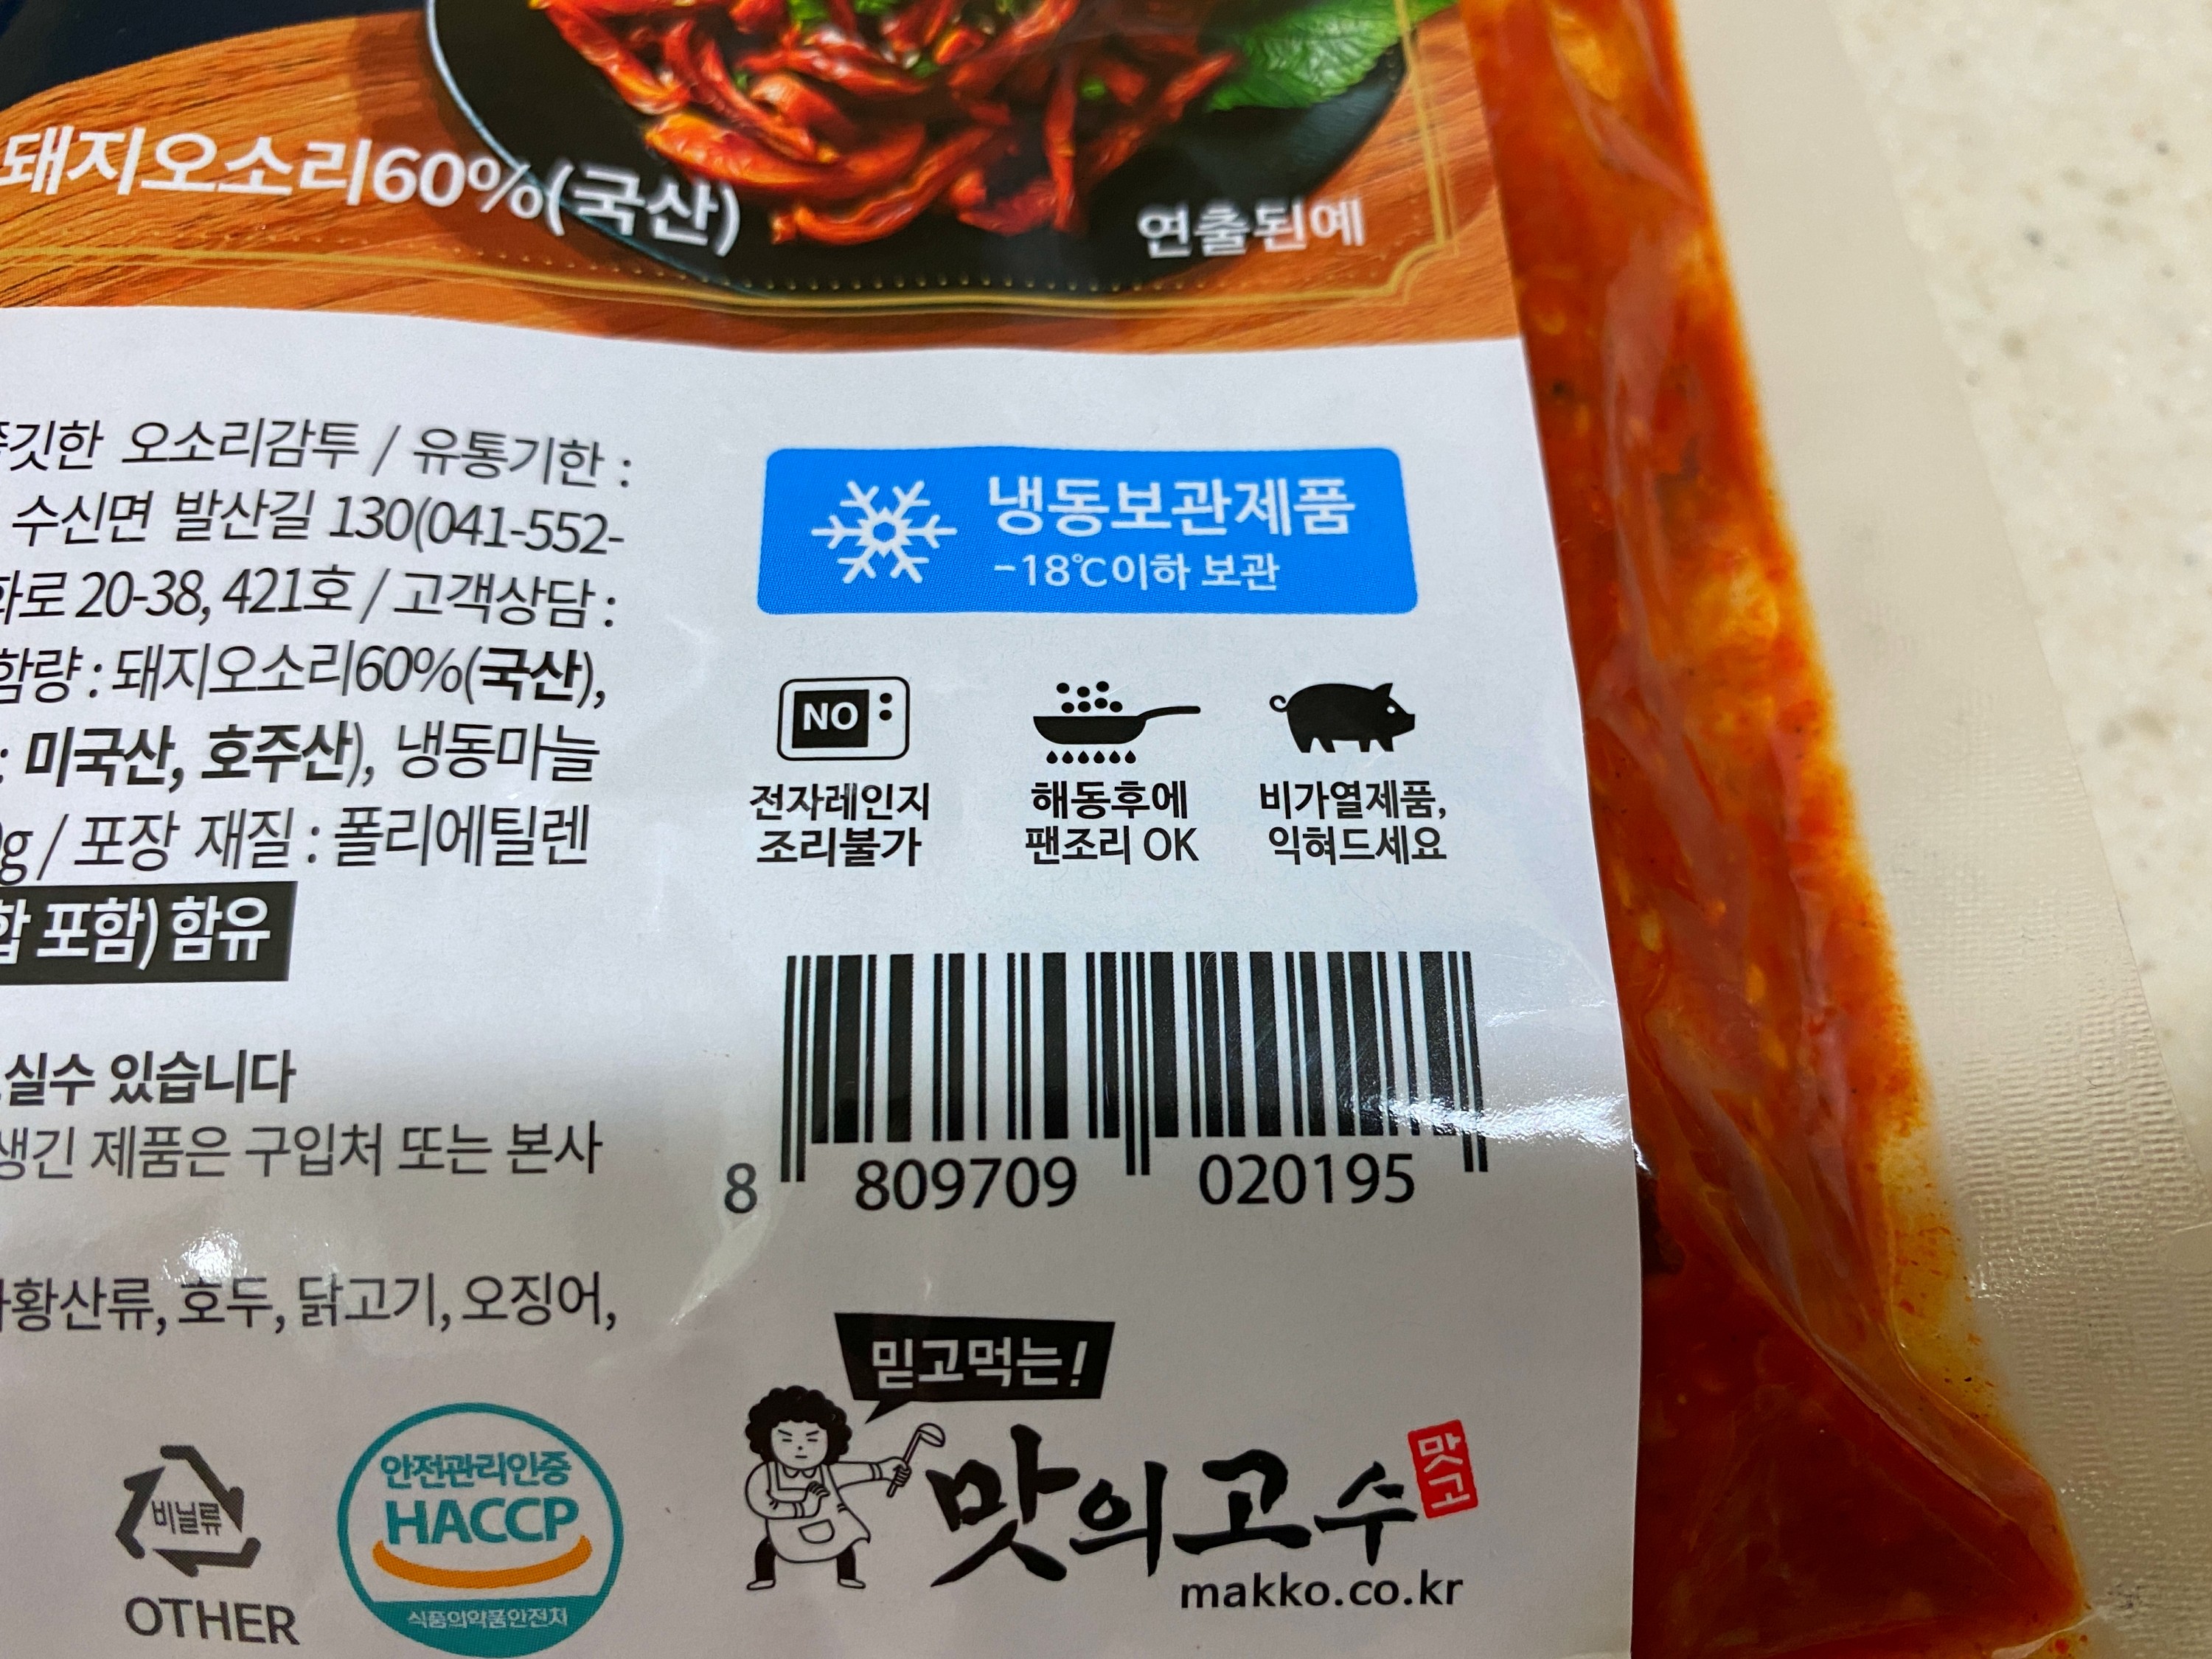 돼지오소리60%(국산)
연출된예
깃한 오소리감투 / 유통기한 :
수신면 발산길 130(041-552-
로 20-38, 421호 / 고객상담 :
함량 : 돼지오소리60%(국산),
: 미국산, 호주산), 냉동마늘
g / 포장 재질 : 폴리에틸렌
합 포함) 함유
실수 있습니다
생긴 제품은 구입처 또는 본사
황산류, 호두, 닭고기, 오징어,
비닐류
OTHER
안전관리인증
HACCP
식품의약품안전처
냉동보관제품
-18℃이하 보관
NO
전자레인지
조리불가
해동후에
팬조리 OK
비가열제품,
익혀드세요
8 809709 020195
믿고먹는!
맛의고수
맛고
makko.co.kr